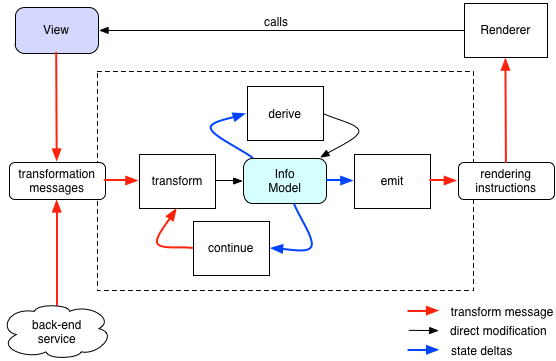 View
calls
Renderer
derive
transformation
messages
transform
Info
Model
emit
rendering
instructions
continue
back-end
service
transform message
direct modification
state deltas